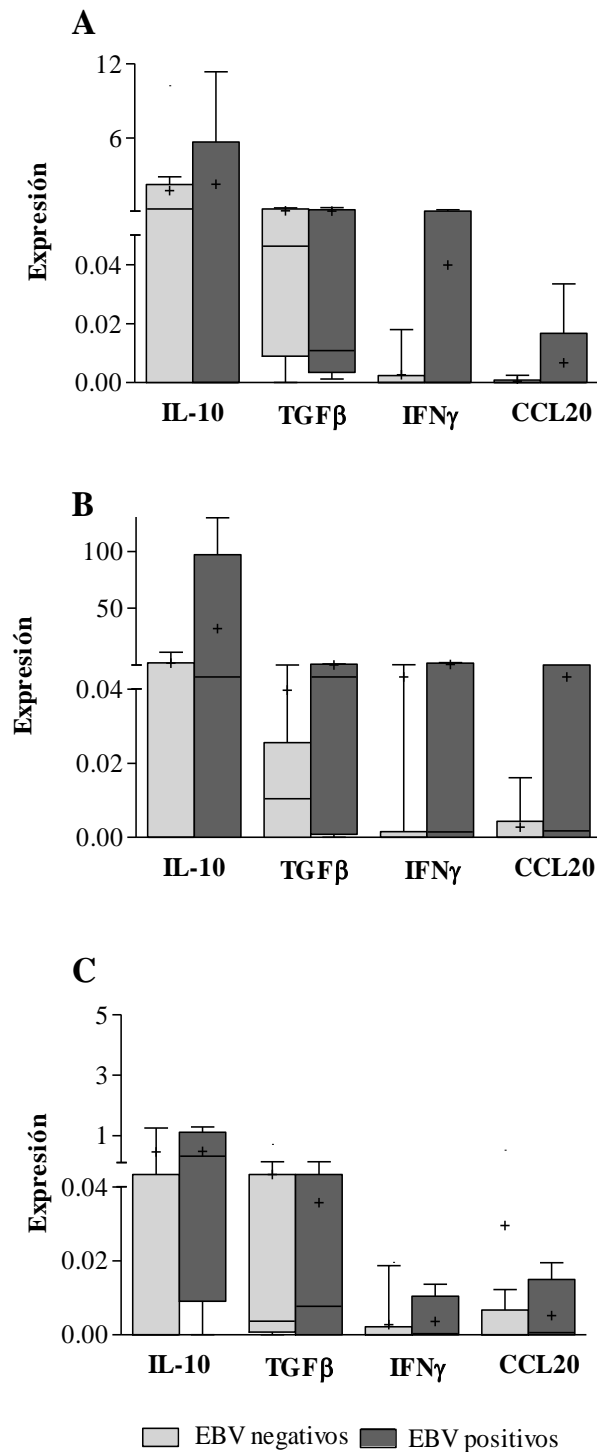 A
Expresión
12
6
0.04
0.02
0.00
IL-10 TGFβ IFNγ CCL20
B
Expresión
100
50
0.04
0.02
0.00
IL-10 TGFβ IFNγ CCL20
C
Expresión
5
3
1
0.04
0.02
0.00
IL-10 TGFβ IFNγ CCL20
EBV negativos EBV positivos